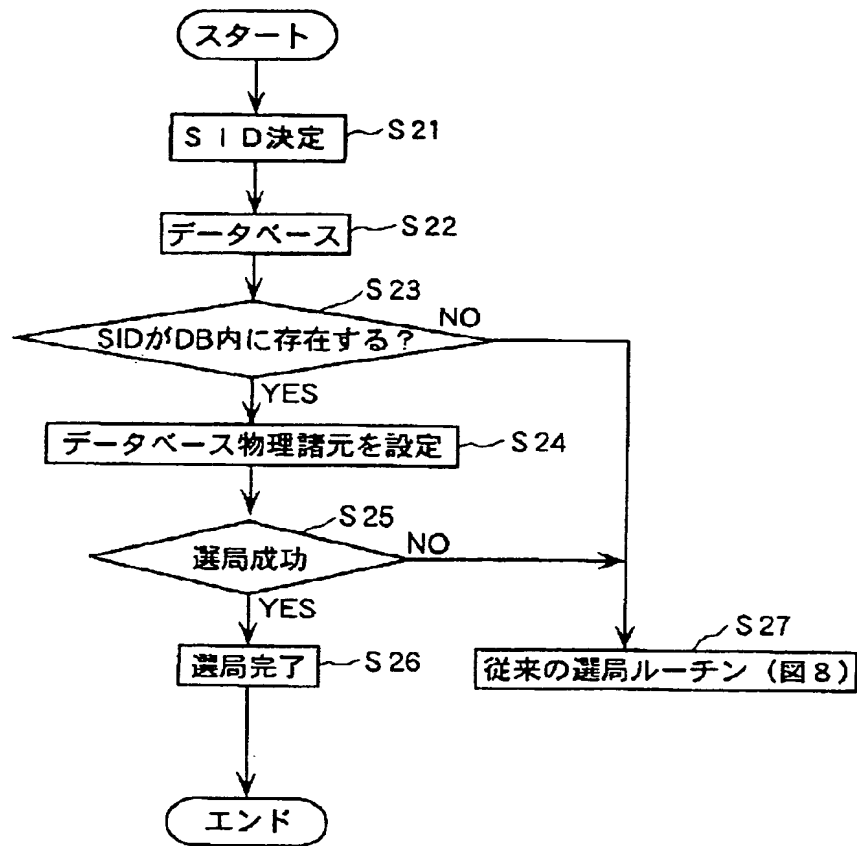 スタート
SID決定 S21
データベース S22
S23
SIDがDB内に存在する? NO
YES
データベース物理諸元を設定 S24
S25
選局成功 NO
YES
S27
選局完了 S26
従来の選局ルーチン (図8)
エンド